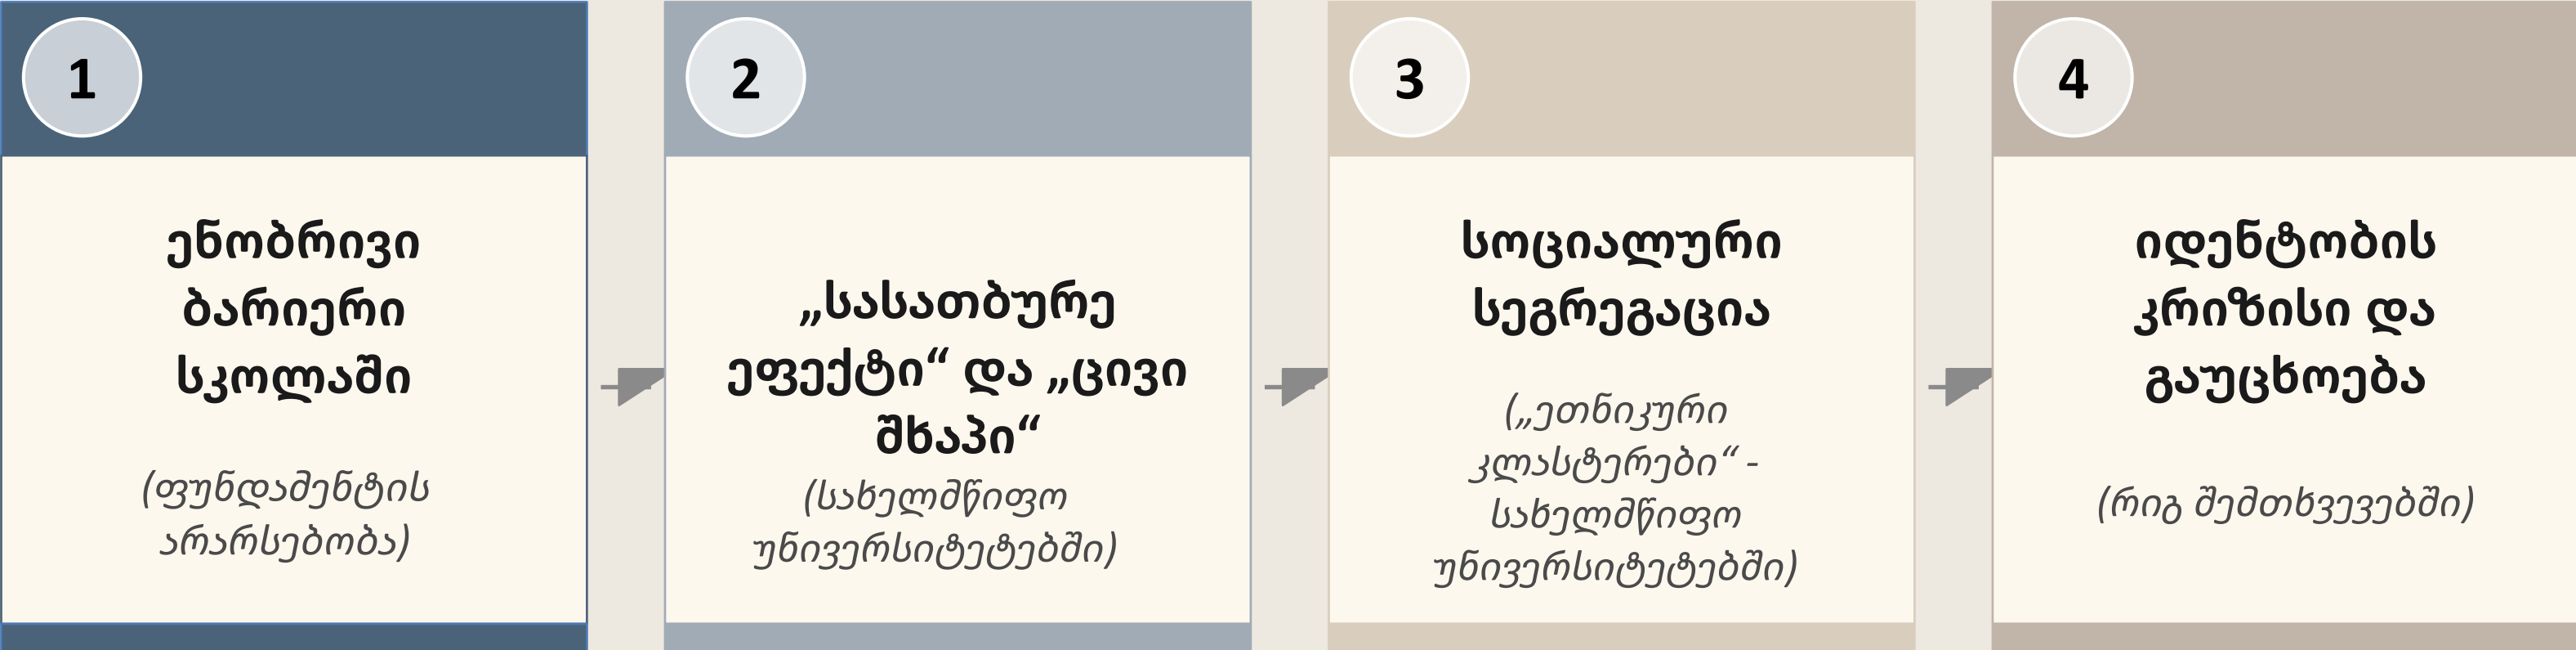 1
ენობრივი
ბარიერი
სკოლაში
(ფუნდამენტის
არარსებობა)
2
„სასათბურე
ეფექტი“ და „ცივი
შხაპი“
(სახელმწიფო
უნივერსიტეტებში)
3
სოციალური
სეგრეგაცია
(„ეთნიკური
კლასტერები“ -
სახელმწიფო
უნივერსიტეტებში)
4
იდენტობის
კრიზისი და
გაუცხოება
(რიგ შემთხვევებში)